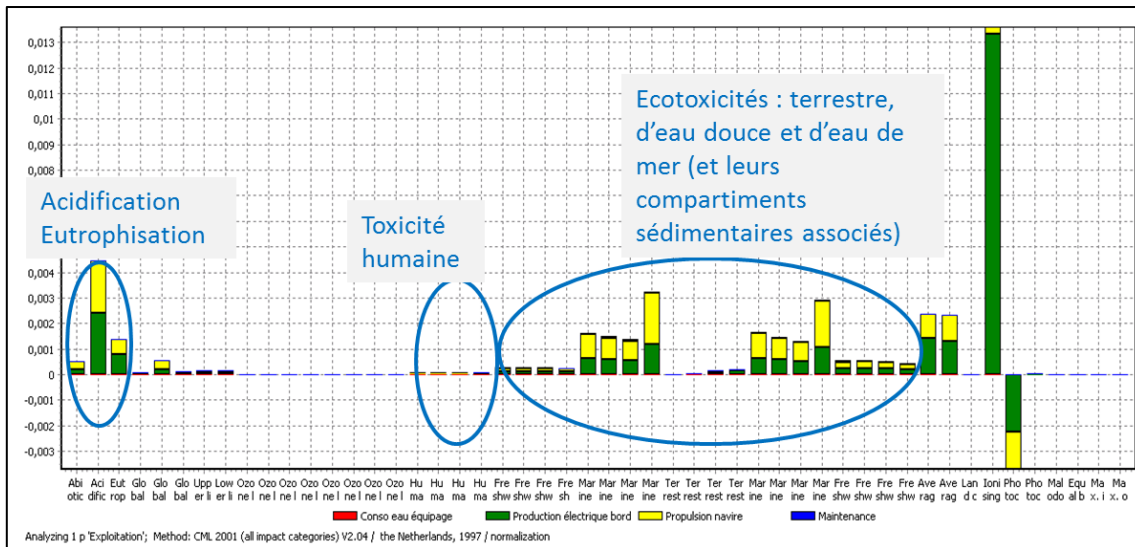 0,013
0,012
0,011
0,01
0,009
0,008
0,004
0,003
0,002
0,001
0
-0,001
-0,002
-0,003
Acidification
Eutrophisation
Toxicité
humaine
Ecotoxicités : terrestre,
d'eau douce et d'eau de
mer (et leurs
compartiments
sédimentaires associés)
Abi Aci Eut Glo Glo Glo Upp Low Ozo Ozo Ozo Ozo Ozo Ozo Ozo Ozo Hu Hu Hu Hu Fre Fre Fre Fre Mar Mar Mar Mar Ter Ter Ter Ter Mar Mar Mar Mar Fre Fre Fre Fre Ave Ave Lan Ioni Pho Pho Mal Equ Ma Ma
otic dific rop bal bal bal er li er li ne l ne l ne l ne l ne l ne l ne l ne l ma ma ma ma shw shw shw sh ine ine ine ine rest rest rest rest ine ine ine ine shw shw shw shw rag rag d c sing toc toc odo al b x. i x. o
Conso eau équipage Production électrique bord Propulsion navire Maintenance
Analyzing 1 p 'Exploitation'; Method: CML 2001 (all impact categories) V2.04 / the Netherlands, 1997 / normalization